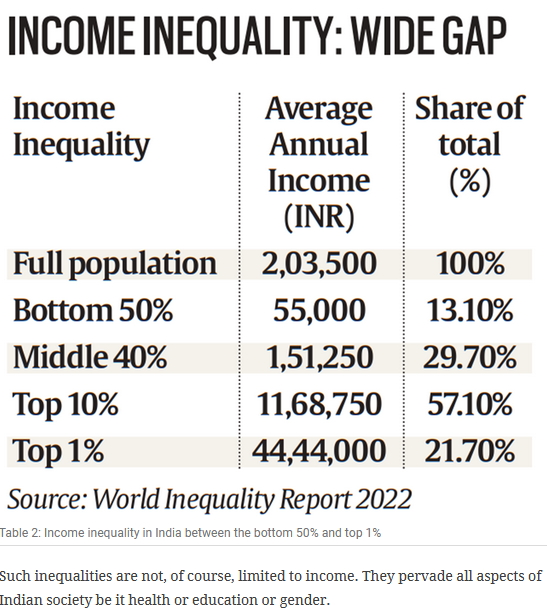 INCOME INEQUALITY: WIDE GAP
Income Inequality Average Annual Income (INR) Share of total (%)
Full population 2,03,500 100%
Bottom 50% 55,000 13.10%
Middle 40% 1,51,250 29.70%
Top 10% 11,68,750 57.10%
Top 1% 44,44,000 21.70%
Source: World Inequality Report 2022
Table 2: Income inequality in India between the bottom 50% and top 1%
Such inequalities are not, of course, limited to income. They pervade all aspects of
Indian society be it health or education or gender.